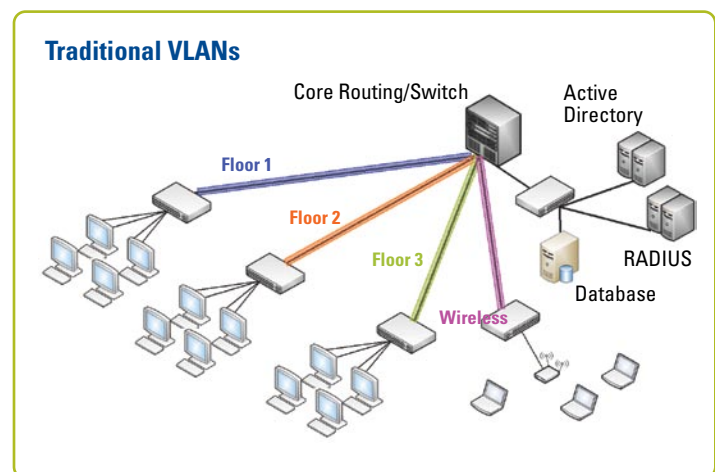 Traditional VLANs
Core Routing/Switch
Active
Directory
Floor 1
Floor 2
Floor 3
Wireless
RADIUS
Database